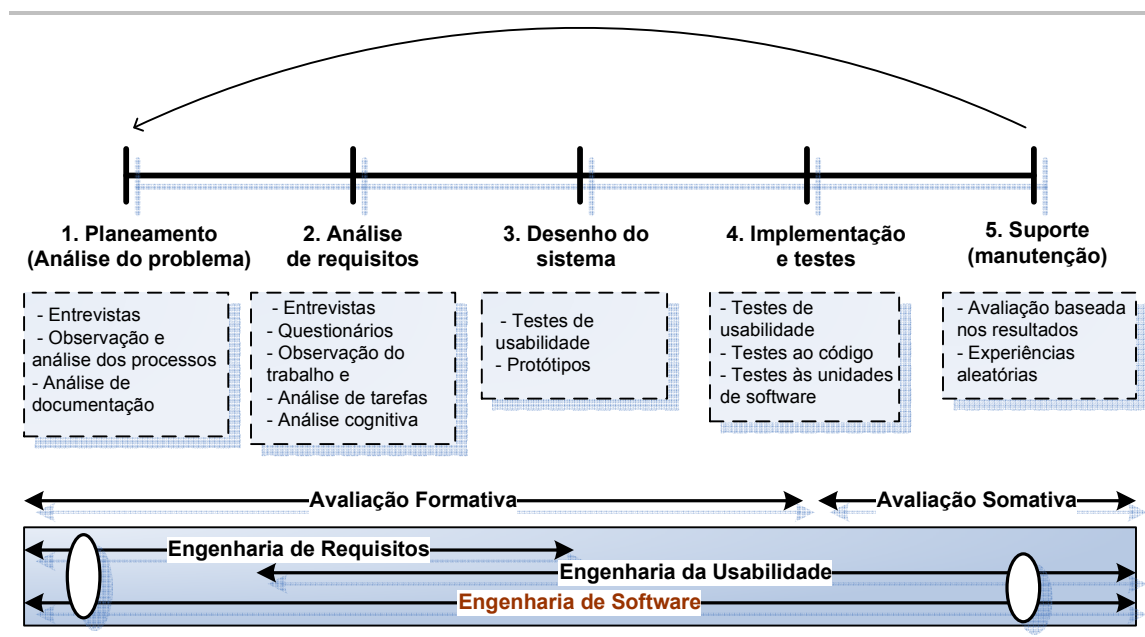 1. Planeamento
(Análise do problema)
2. Análise
de requisitos
3. Desenho do
sistema
4. Implementação
e testes
5. Suporte
(manutenção)
- Entrevistas
- Observação e
análise dos processos
- Análise de
documentação
- Entrevistas
- Questionários
- Observação do
trabalho e
- Análise de tarefas
- Análise cognitiva
- Testes de
usabilidade
- Protótipos
- Testes de
usabilidade
- Testes ao código
- Testes às unidades
de software
- Avaliação baseada
nos resultados
- Experiências
aleatórias
Avaliação Formativa
Avaliação Somativa
Engenharia de Requisitos
Engenharia da Usabilidade
Engenharia de Software